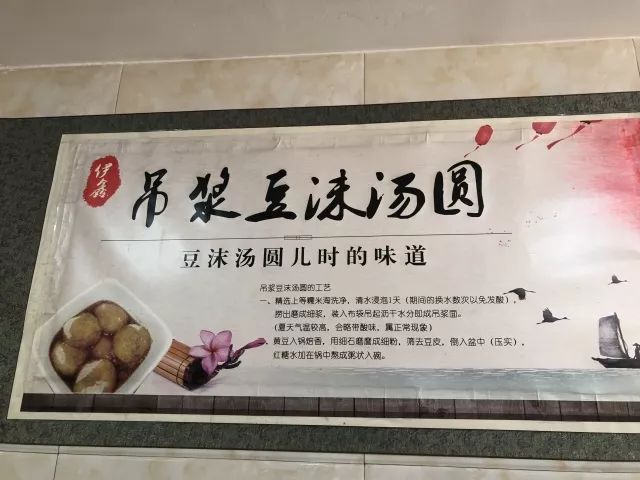 伊鑫
吊浆豆沫汤圆
豆沫汤圆儿时的味道
吊浆豆沫汤圆的工艺
一、精选上等糯米淘洗净，清水浸泡1天（期间的换水数次以免发酸），
捞出磨成细浆，装入布袋吊起沥干水分即成吊浆面。
(夏天气温较高，会略带酸味，属正常现象）
、黄豆入锅焙香，用细石磨磨成细粉，筛去豆皮，倒入盆中（压实），
红糖水加在锅中熬成粥状入碗。